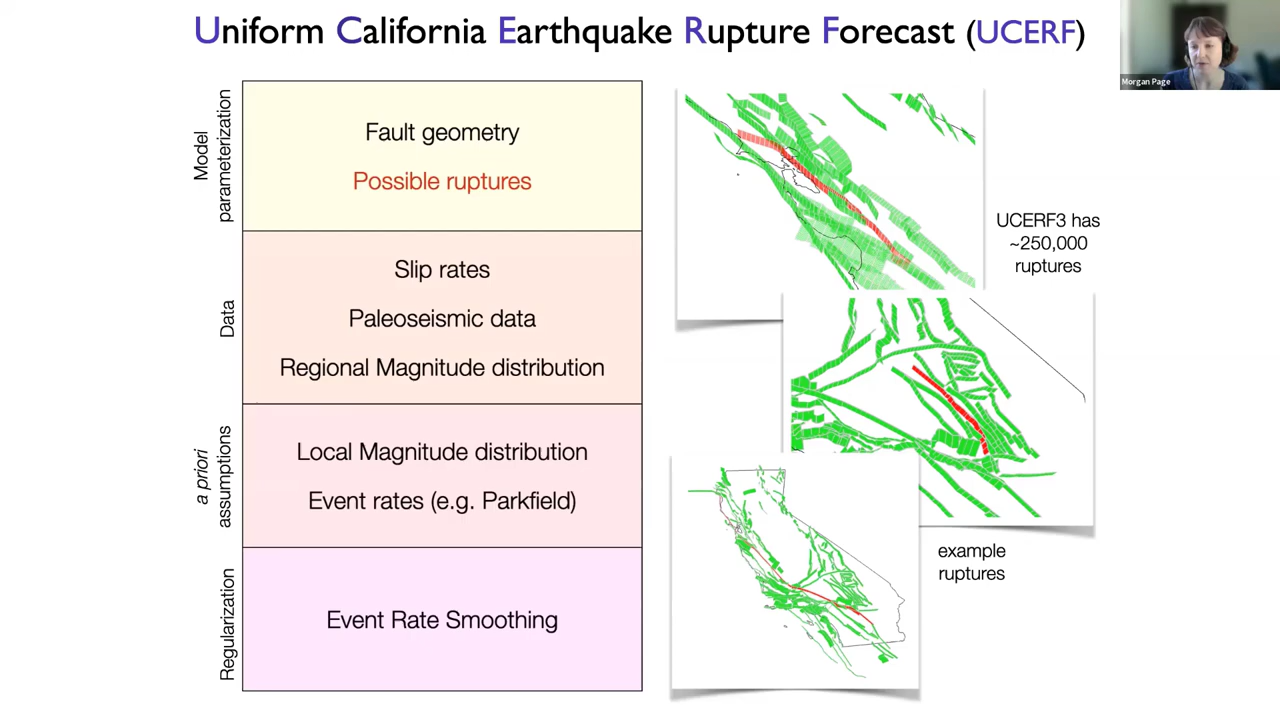 Uniform California Earthquake Rupture Forecast (UCERF)
Morgan Page
Model
parameterization
Fault geometry
Possible ruptures
Data
Slip rates
Paleoseismic data
Regional Magnitude distribution
a priori
assumptions
Local Magnitude distribution
Event rates (e.g. Parkfield)
Regularization
Event Rate Smoothing
UCERF3 has
~250,000
ruptures
example
ruptures